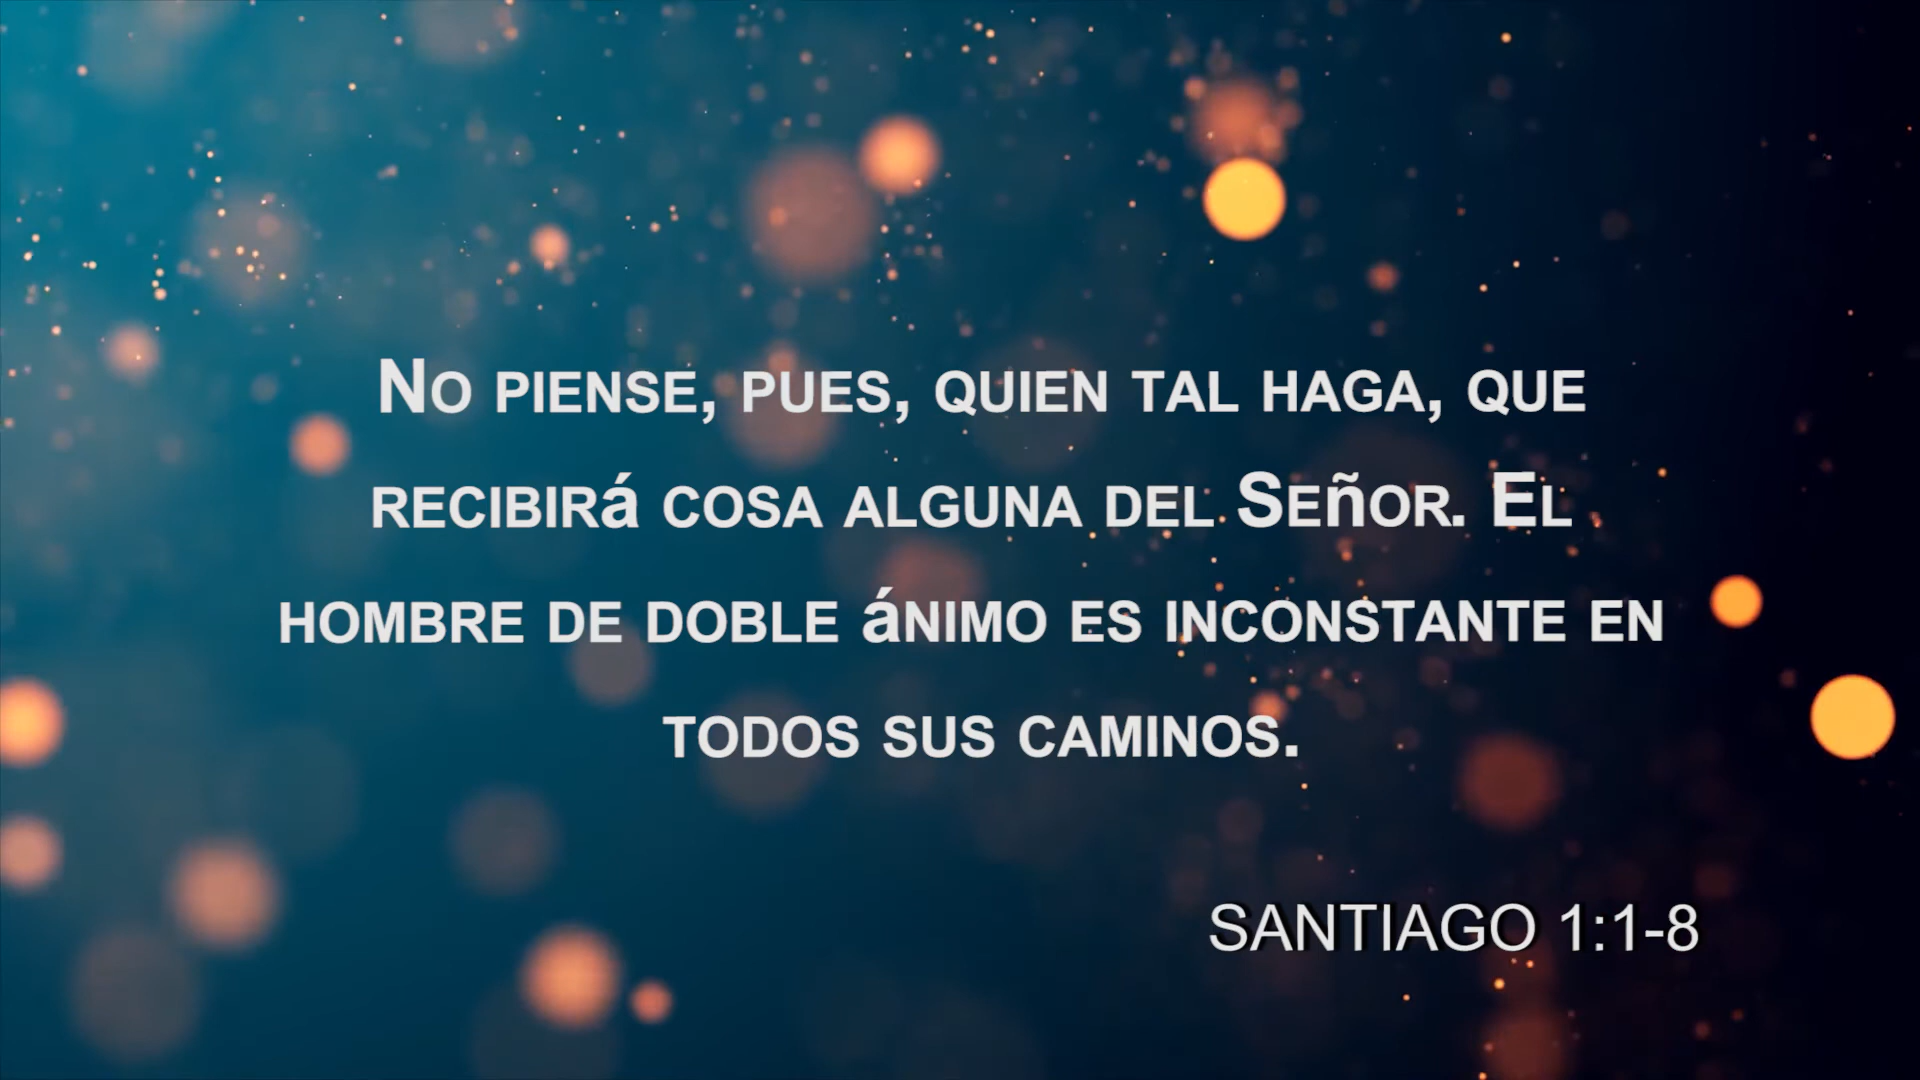 No piense, pues, quien tal haga, que
recibirá cosa alguna del Señor. El
hombre de doble ánimo es inconstante en
todos sus caminos.
SANTIAGO 1:1-8